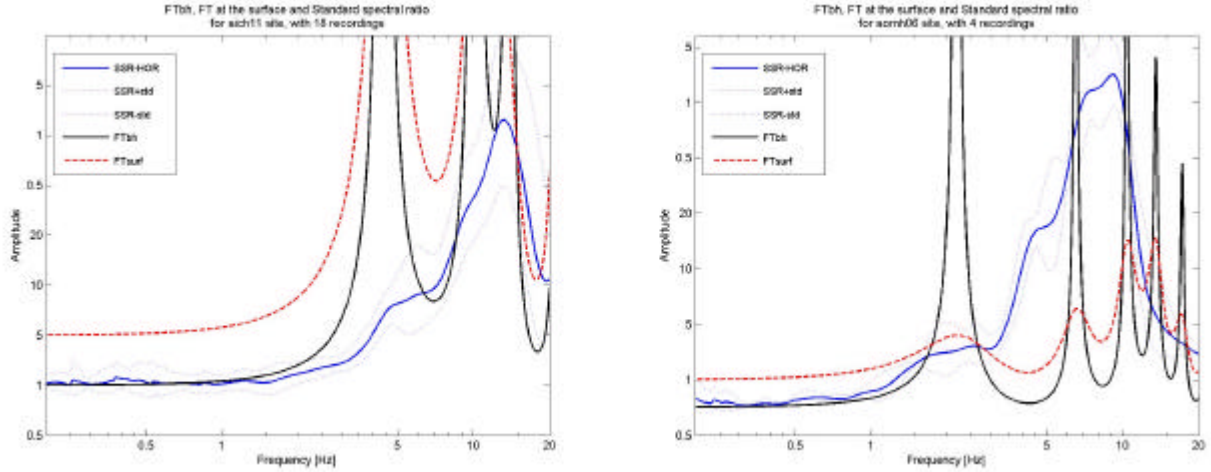 FTbh, FT at the surface and Standard spectral ratio
for aich11 site, with 18 recordings
SSR-HOR
SSR+std
SSR-std
FTbh
FTsurf
5
1
0.5
20
10
5
1
0.5
Amplitude
0.5
1
5
10
20
Frequency [Hz]
FTbh, FT at the surface and Standard spectral ratio
for aomh06 site, with 4 recordings
SSR-HOR
SSR+std
SSR-std
FTbh
FTsurf
5
1
0.5
20
10
5
1
0.5
Amplitude
0.5
1
5
10
20
Frequency [Hz]